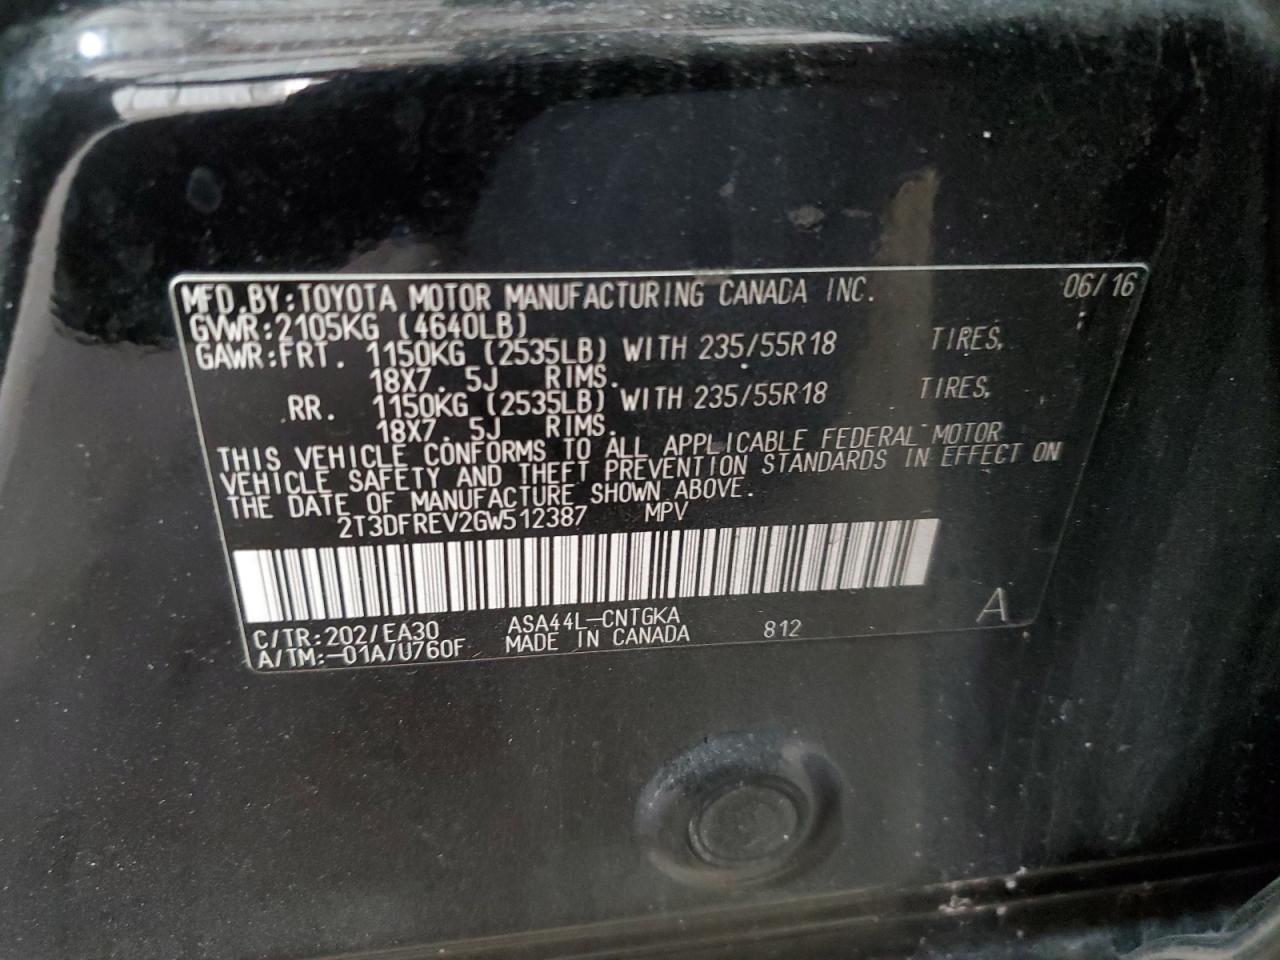 MFD.BY:TOYOTA MOTOR MANUFACTURING CANADA INC. 06/16
GVWR:2105KG (4640LB)
GAWR:FRT. 1150KG (2535LB) WITH 235/55R18 TIRES,
18X7.5J RIMS.
RR. 1150KG (2535LB) WITH 235/55R18 TIRES,
18X7.5J RIMS.
THIS VEHICLE CONFORMS TO ALL APPLICABLE FEDERAL MOTOR
VEHICLE SAFETY AND THEFT PREVENTION STANDARDS IN EFFECT ON
THE DATE OF MANUFACTURE SHOWN ABOVE.
2T3DFREV2GW512387 MPV
C/TR:202/EA30 ASA44L-CNTGKA 812 A
A/TM:-01A/U760F MADE IN CANADA